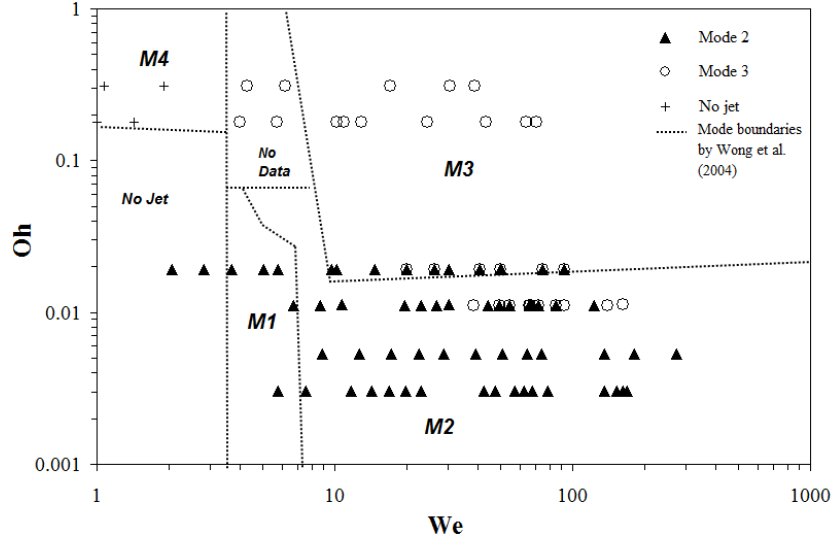 1
M4
Mode 2
Mode 3
No jet
Mode boundaries
by Wong et al.
(2004)
0.1
No
Data
M3
No Jet
Oh
0.01
M1
M2
0.001
1
10
100
1000
We